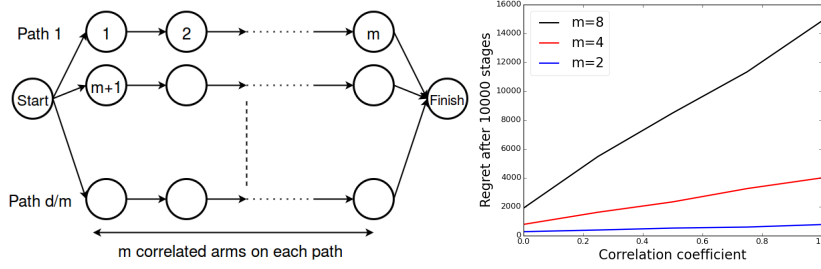 Path 1
1
2
m
m+1
Start
Finish
Path d/m
m correlated arms on each path
Regret after 10000 stages
16000
14000
12000
10000
8000
6000
4000
2000
0
m=8
m=4
m=2
0.0
0.2
0.4
0.6
0.8
1.0
Correlation coefficient